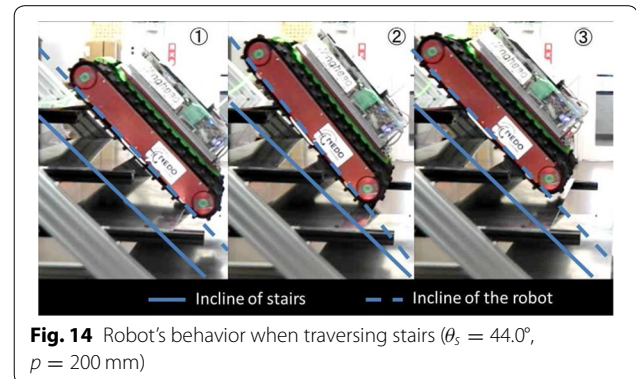 ① ② ③
NEDO NEDO NEDO
Incline of stairs Incline of the robot
Fig. 14 Robot's behavior when traversing stairs (θₛ = 44.0°,
p = 200 mm)